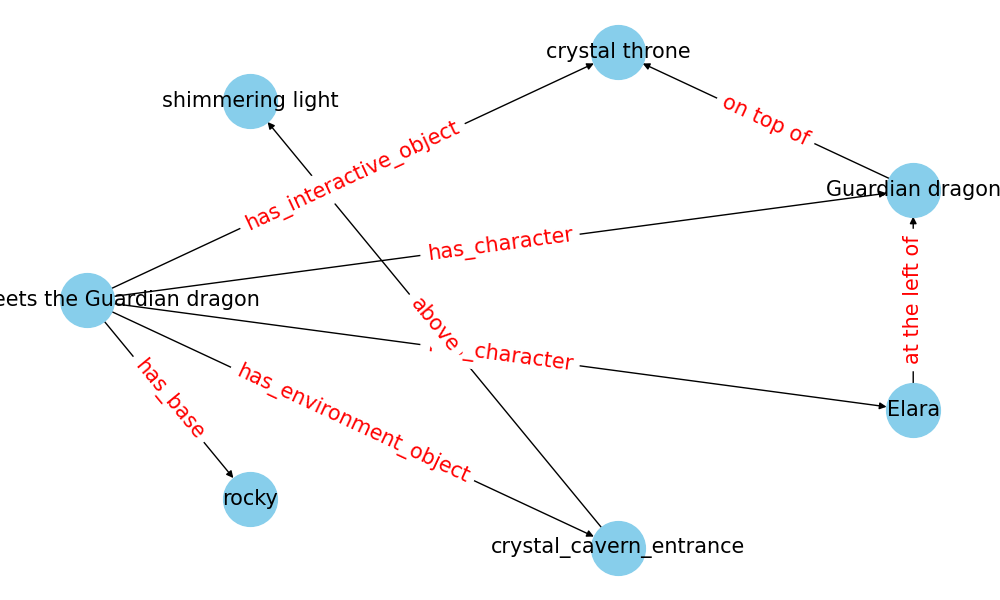 crystal throne
shimmering light
on top of
has_interactive_object
Guardian dragon
has_character
at the left of
eets the Guardian dragon
above
_character
has_base
has_environment_object
Elara
rocky
crystal_cavern_entrance